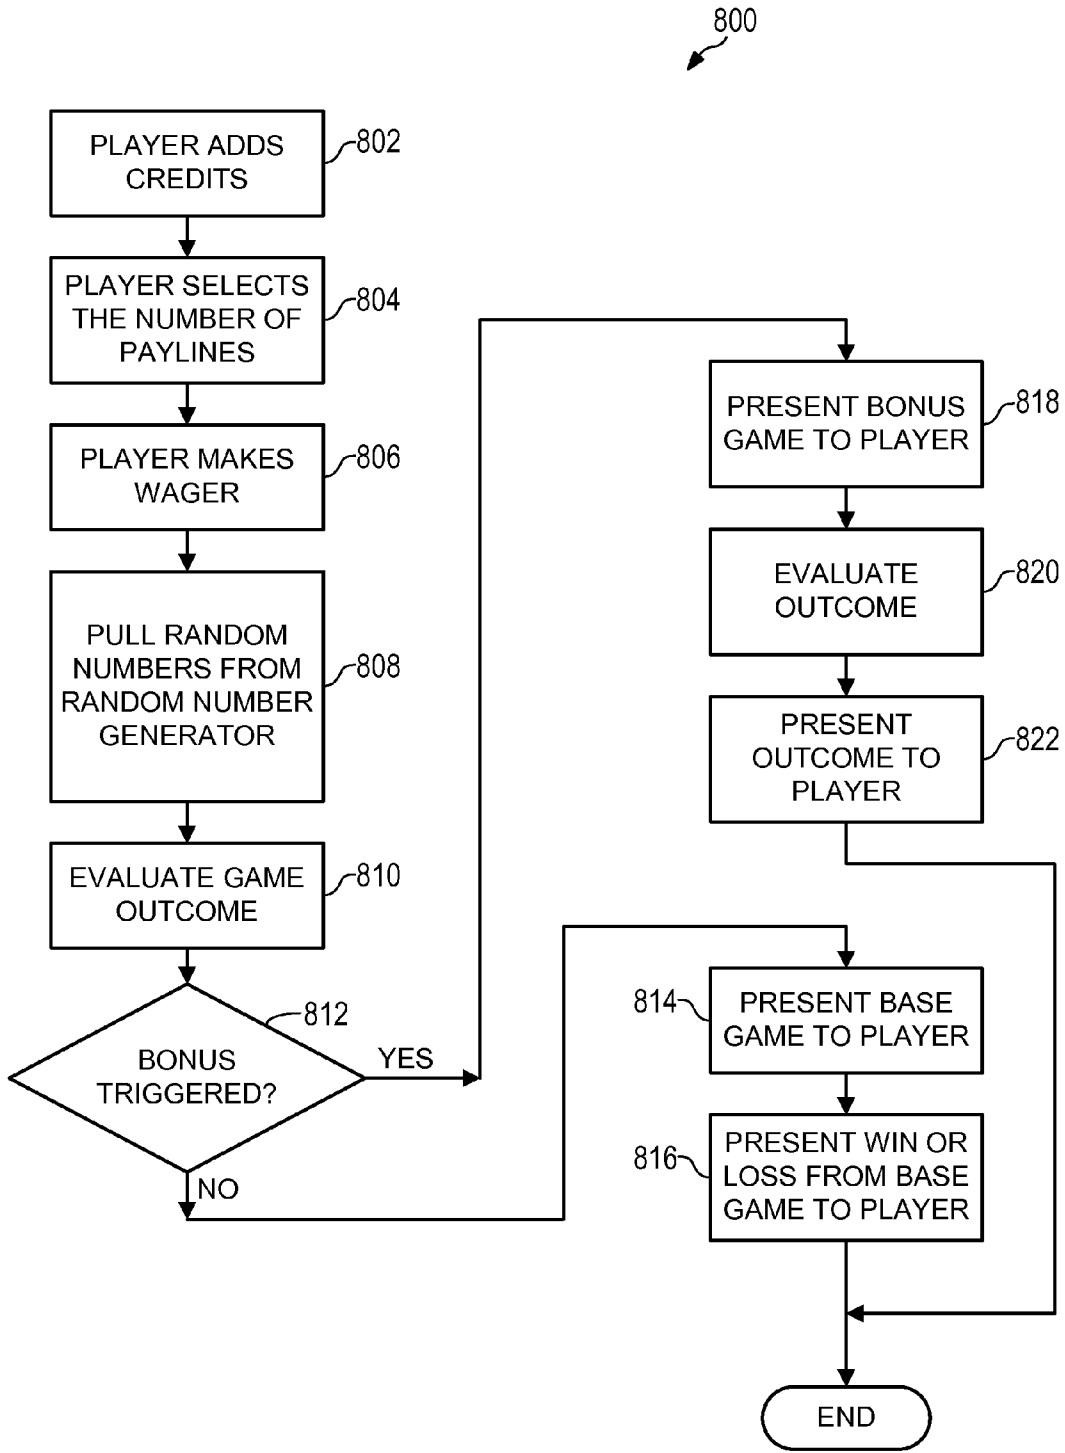 800
PLAYER ADDS
CREDITS
802
PLAYER SELECTS
THE NUMBER OF
PAYLINES
804
PLAYER MAKES
WAGER
806
PULL RANDOM
NUMBERS FROM
RANDOM NUMBER
GENERATOR
808
EVALUATE GAME
OUTCOME
810
BONUS
TRIGGERED?
812
YES
NO
PRESENT BONUS
GAME TO PLAYER
818
EVALUATE
OUTCOME
820
PRESENT
OUTCOME TO
PLAYER
822
814
PRESENT BASE
GAME TO PLAYER
816
PRESENT WIN OR
LOSS FROM BASE
GAME TO PLAYER
END